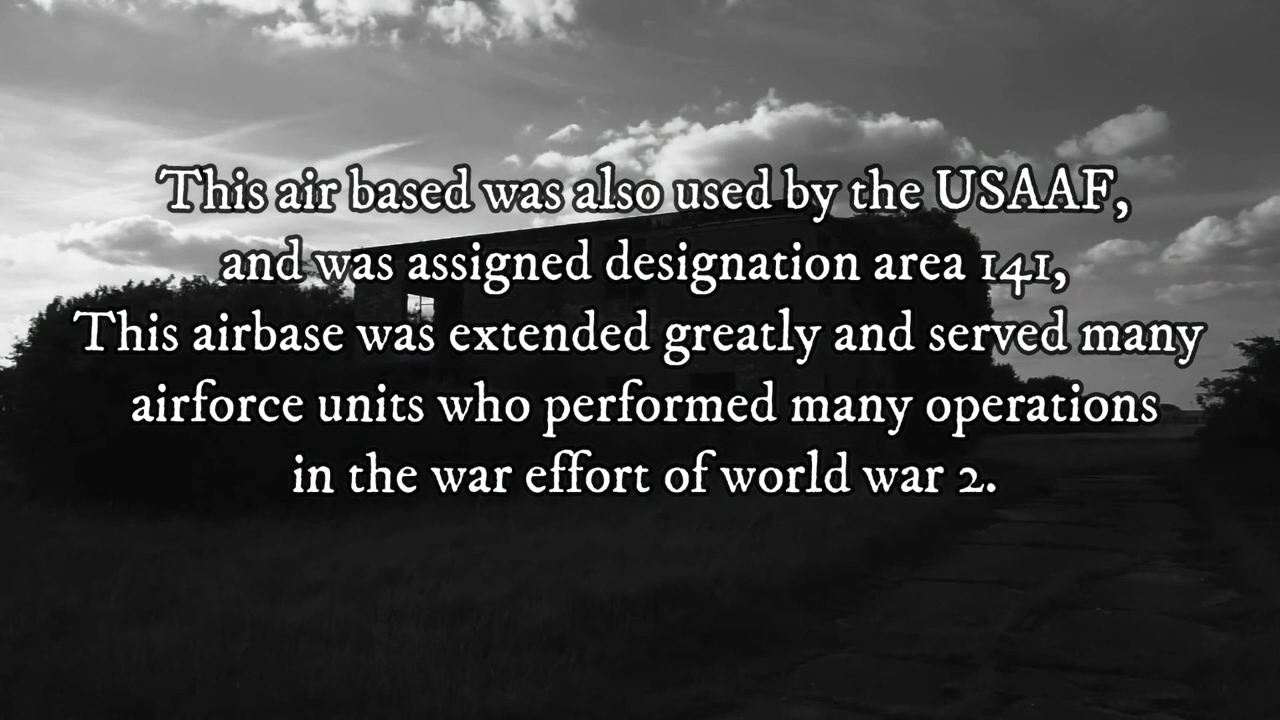 This air based was also used by the USAAF,
and was assigned designation area 141,
This airbase was extended greatly and served many
airforce units who performed many operations
in the war effort of world war 2.